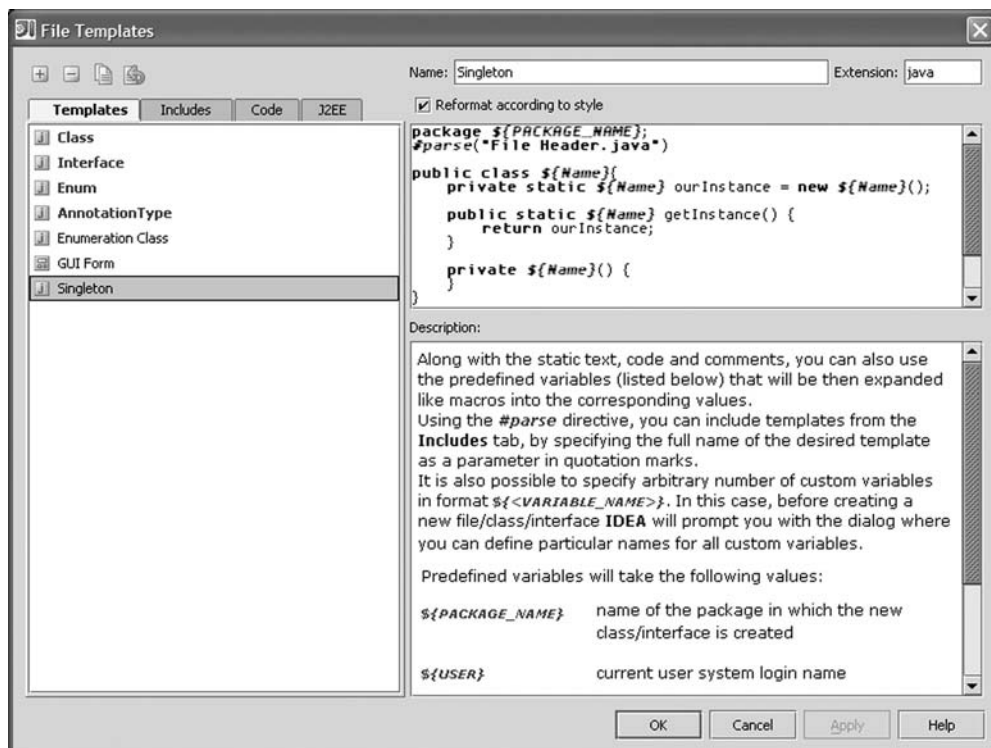 File Templates
Name: Singleton Extension: java
Templates Includes Code J2EE
Reformat according to style
Class
Interface
Enum
AnnotationType
Enumeration Class
GUI Form
Singleton
package ${PACKAGE_NAME};
#parse("File Header.java")
public class ${Name}{
private static ${Name} ourInstance = new ${Name}();
public static ${Name} getInstance() {
return ourInstance;
}
private ${Name}() {
}
}
Description:
Along with the static text, code and comments, you can also use
the predefined variables (listed below) that will be then expanded
like macros into the corresponding values.
Using the #parse directive, you can include templates from the
Includes tab, by specifying the full name of the desired template
as a parameter in quotation marks.
It is also possible to specify arbitrary number of custom variables
in format ${<VARIABLE_NAME>}. In this case, before creating a
new file/class/interface IDEA will prompt you with the dialog where
you can define particular names for all custom variables.
Predefined variables will take the following values:
${PACKAGE_NAME} name of the package in which the new
class/interface is created
${USER} current user system login name
OK Cancel Apply Help